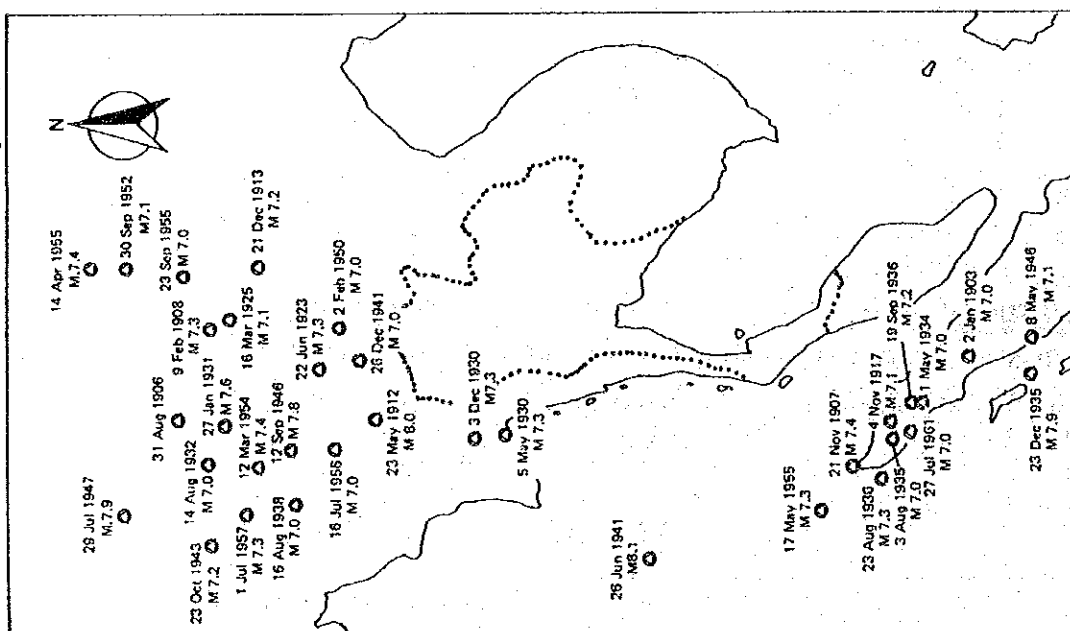 N
14 Apr 1955
M.7.4
30 Sep 1952
M7.1
29 Jul 1947
M.7.9
23 Sep 1955
M 7.0
31 Aug 1906
9 Feb 1908
M 7.3
21 Dec 1913
M 7.2
14 Aug 1932
M 7.0
27 Jan 1931
M 7.6
16 Mar 1925
M 7.1
23 Oct 1943
M 7.2
1 Jul 1957
M 7.3
12 Mar 1954
M 7.4
12 Sep 1946
M 7.8
16 Aug 1938
M 7.0
22 Jun 1923
M 7.3
2 Feb 1950
M 7.0
16 Jul 1956
M 7.0
26 Dec 1941
M 7.0
23 May 1912
M 8.0
3 Dec 1930
M7.3
5 May 1930
M 7.3
26 Jun 1941
M8.1
17 May 1955
M 7.3
21 Nov 1907
M 7.4
4 Nov 1917
M 7.1
19 Sep 1936
M 7.2
23 Aug 1936
M 7.3
3 Aug 1935
M 7.0
27 Jul 1961
M 7.0
1 May 1934
M 7.0
2 Jan 1903
M 7.0
23 Dec 1935
M 7.9
8 May 1946
M 7.1